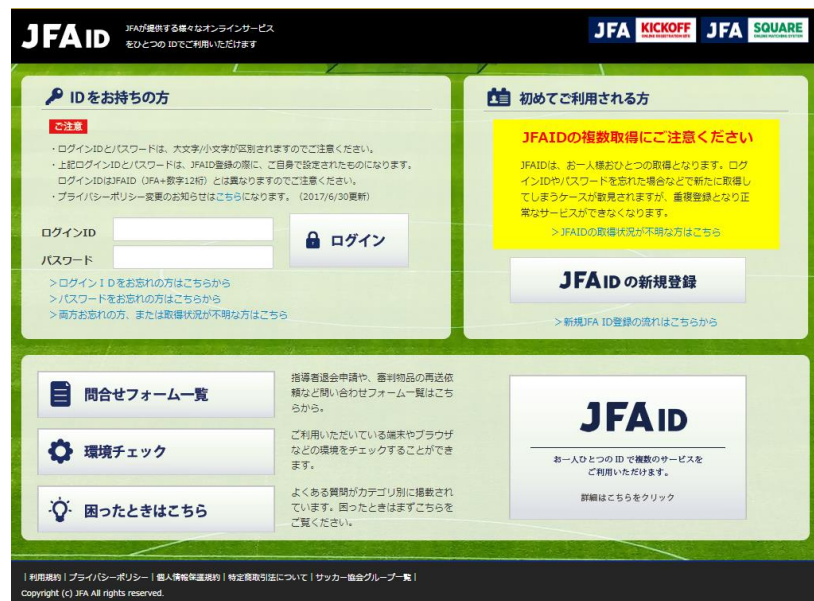 JFA ID
JFAが提供する様々なオンラインサービス
をひとつの IDでご利用いただけます
JFA KICKOFF
JFA SQUARE
IDをお持ちの方
ご注意
・ログインIDとパスワードは、大文字/小文字が区別されますのでご注意ください。
・上記ログインIDとパスワードは、JFAID登録の際に、ご自身で設定されたものになります。
ログインIDはJFAID（JFA+数字12桁）とは異なりますのでご注意ください。
・プライバシーポリシー変更のお知らせはこちらになります。（2017/6/30更新）
ログインID
パスワード
ログイン
>ログインＩＤをお忘れの方はこちらから
>パスワードをお忘れの方はこちらから
>両方お忘れの方、または取得状況が不明な方はこちら
初めてご利用される方
JFAIDの複数取得にご注意ください
JFAIDは、お一人様おひとつの取得となります。ログ
インIDやパスワードを忘れた場合などで新たに取得し
てしまうケースが散見されますが、重複登録となり正
常なサービスができなくなります。
>JFAIDの取得状況が不明な方はこちら
JFA ID の新規登録
>新規JFA ID登録の流れはこちらから
問合せフォーム一覧
指導者退会申請や、審判物品の再送依
頼など問い合わせフォーム一覧はこち
らから。
環境チェック
ご利用いただいている端末やブラウザ
などの環境をチェックすることができ
ます。
困ったときはこちら
よくある質問がカテゴリ別に掲載され
ています。困ったときはまずこちらを
ご覧ください。
JFA ID
お一人ひとつの ID で複数のサービスを
ご利用いただけます。
詳細はこちらをクリック
| 利用規約 | プライバシーポリシー | 個人情報保護規約 | 特定商取引法について | サッカー協会グループ一覧 |
Copyright (c) JFA All rights reserved.